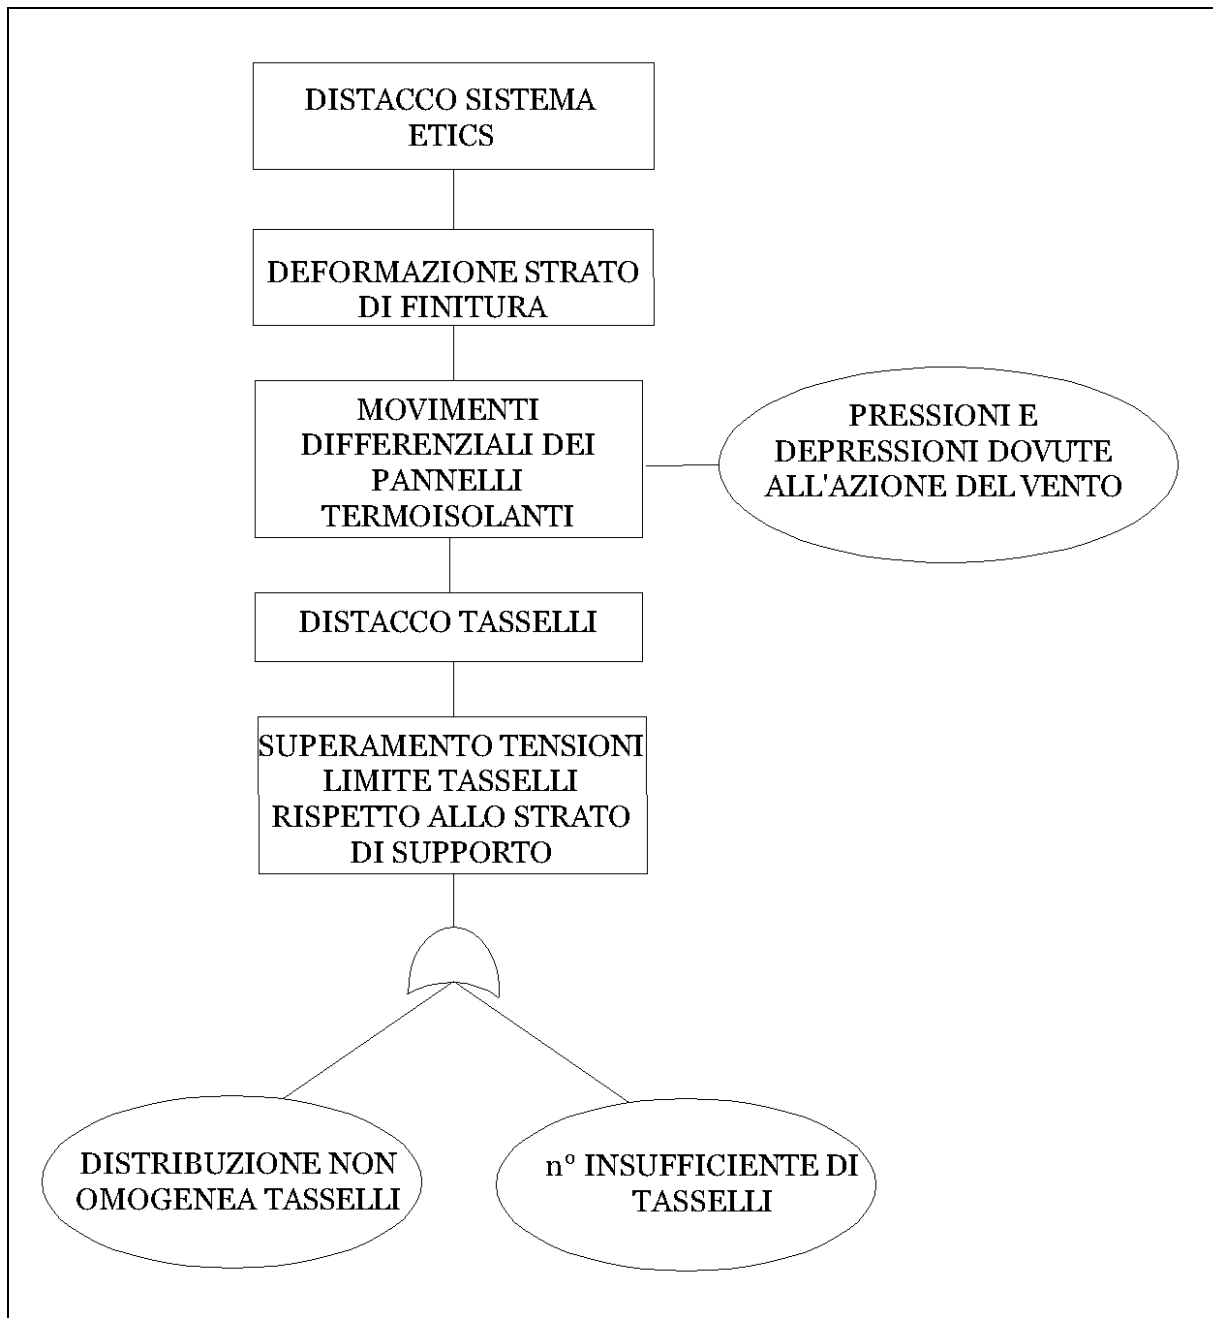 DISTACCO SISTEMA
ETICS
DEFORMAZIONE STRATO
DI FINITURA
MOVIMENTI
DIFFERENZIALI DEI
PANNELLI
TERMOISOLANTI
PRESSIONI E
DEPRESSIONI DOVUTE
ALL'AZIONE DEL VENTO
DISTACCO TASSELLI
SUPERAMENTO TENSIONI
LIMITE TASSELLI
RISPETTO ALLO STRATO
DI SUPPORTO
DISTRIBUZIONE NON
OMOGENEA TASSELLI
nº INSUFFICIENTE DI
TASSELLI